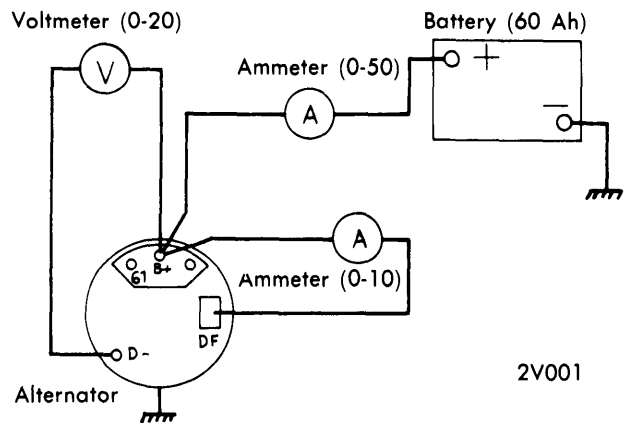 Voltmeter (0-20)
Battery (60 Ah)
Ammeter (0-50)
V
+
A
−
A
61
B+
Ammeter (0-10)
DF
D-
2V001
Alternator